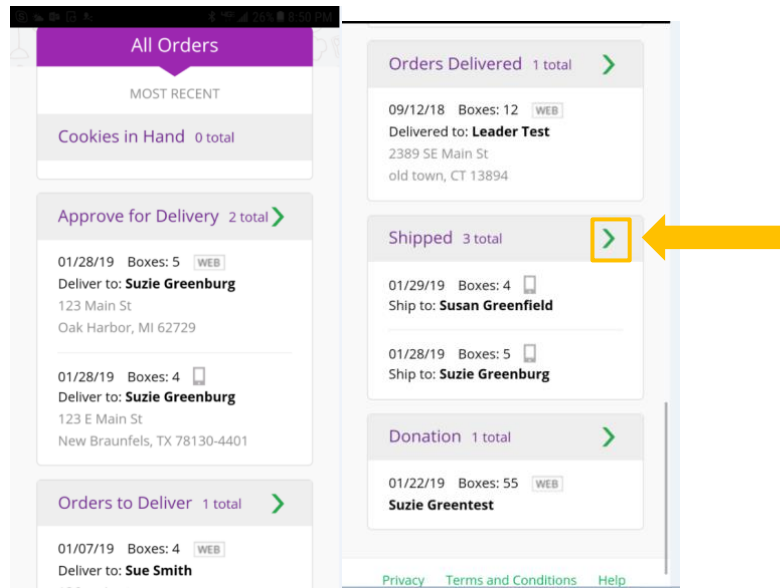 26% 8:50 PM
All Orders
MOST RECENT
Cookies in Hand 0 total
Approve for Delivery 2 total
01/28/19 Boxes: 5 WEB
Deliver to: Suzie Greenburg
123 Main St
Oak Harbor, MI 62729
01/28/19 Boxes: 4
Deliver to: Suzie Greenburg
123 E Main St
New Braunfels, TX 78130-4401
Orders to Deliver 1 total
01/07/19 Boxes: 4 WEB
Deliver to: Sue Smith
Orders Delivered 1 total
09/12/18 Boxes: 12 WEB
Delivered to: Leader Test
2389 SE Main St
old town, CT 13894
Shipped 3 total
01/29/19 Boxes: 4
Ship to: Susan Greenfield
01/28/19 Boxes: 5
Ship to: Suzie Greenburg
Donation 1 total
01/22/19 Boxes: 55 WEB
Suzie Greentest
Privacy Terms and Conditions Help